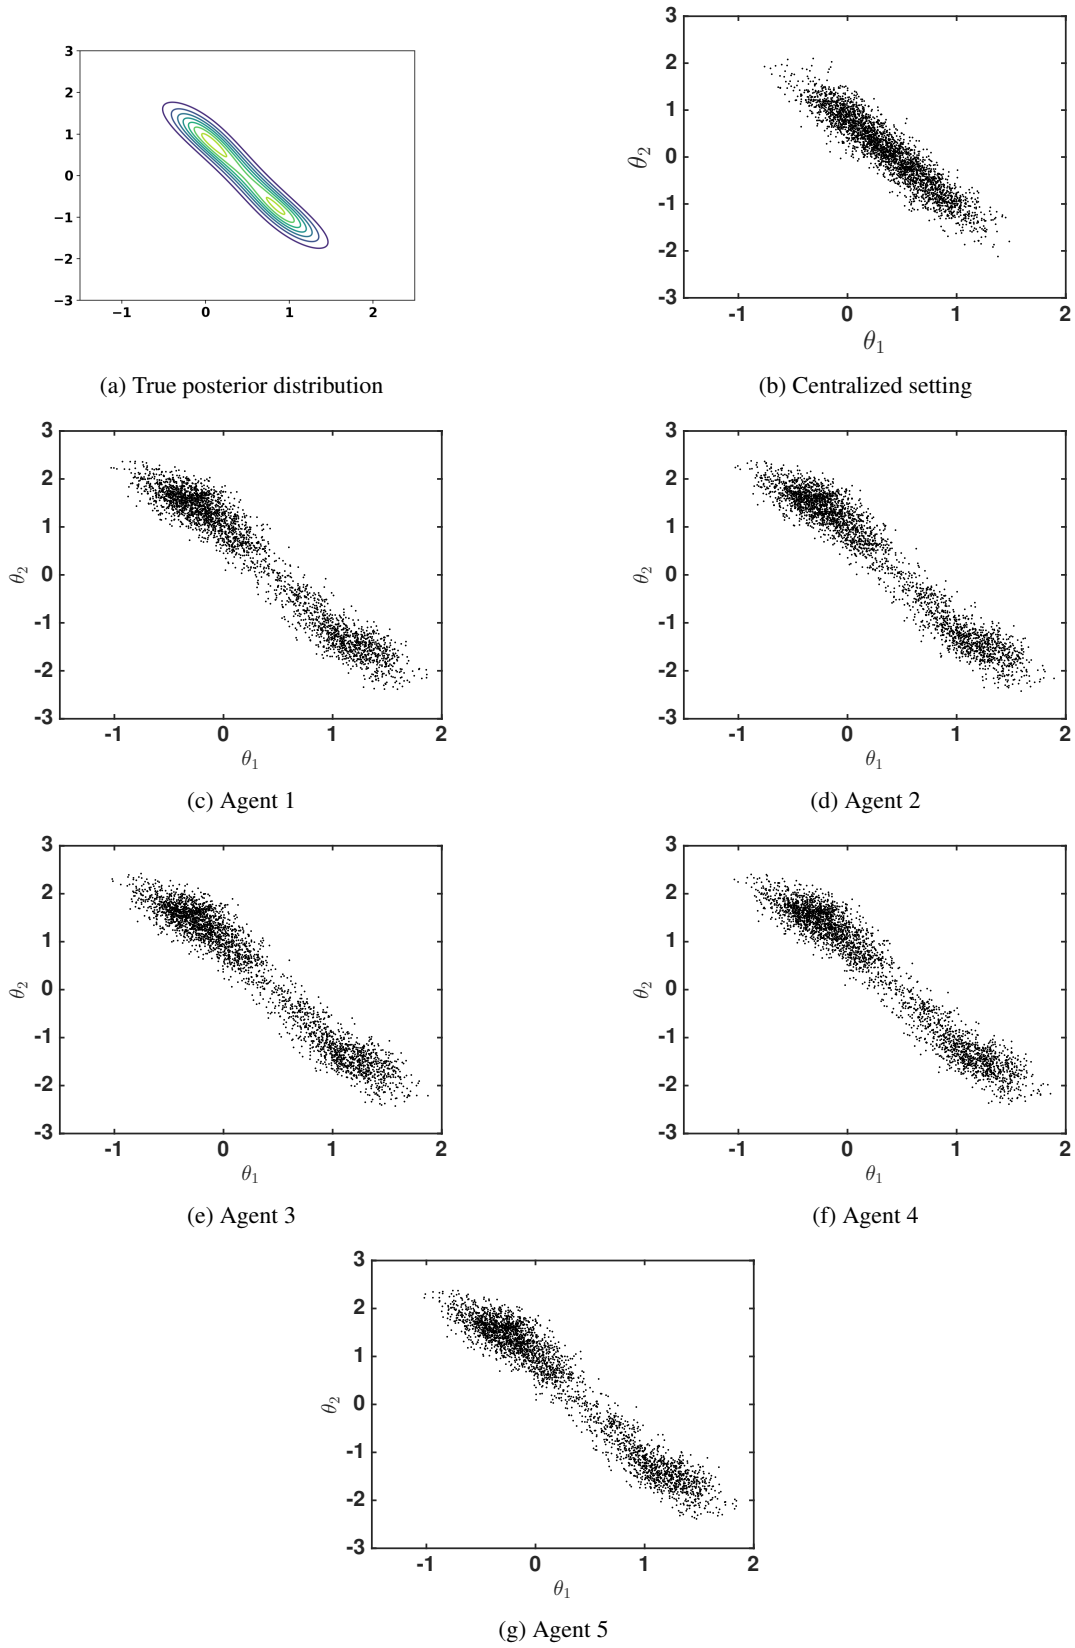 3
2
1
0
−1
−2
−3
−1 0 1 2
(a) True posterior distribution
3
2
1
0
-1
-2
-3
θ2
-1 0 1 2
θ1
(b) Centralized setting
3
2
1
0
-1
-2
-3
θ2
-1 0 1 2
θ1
(c) Agent 1
3
2
1
0
-1
-2
-3
θ2
-1 0 1 2
θ1
(d) Agent 2
3
2
1
0
-1
-2
-3
θ2
-1 0 1 2
θ1
(e) Agent 3
3
2
1
0
-1
-2
-3
θ2
-1 0 1 2
θ1
(f) Agent 4
3
2
1
0
-1
-2
-3
θ2
-1 0 1 2
θ1
(g) Agent 5